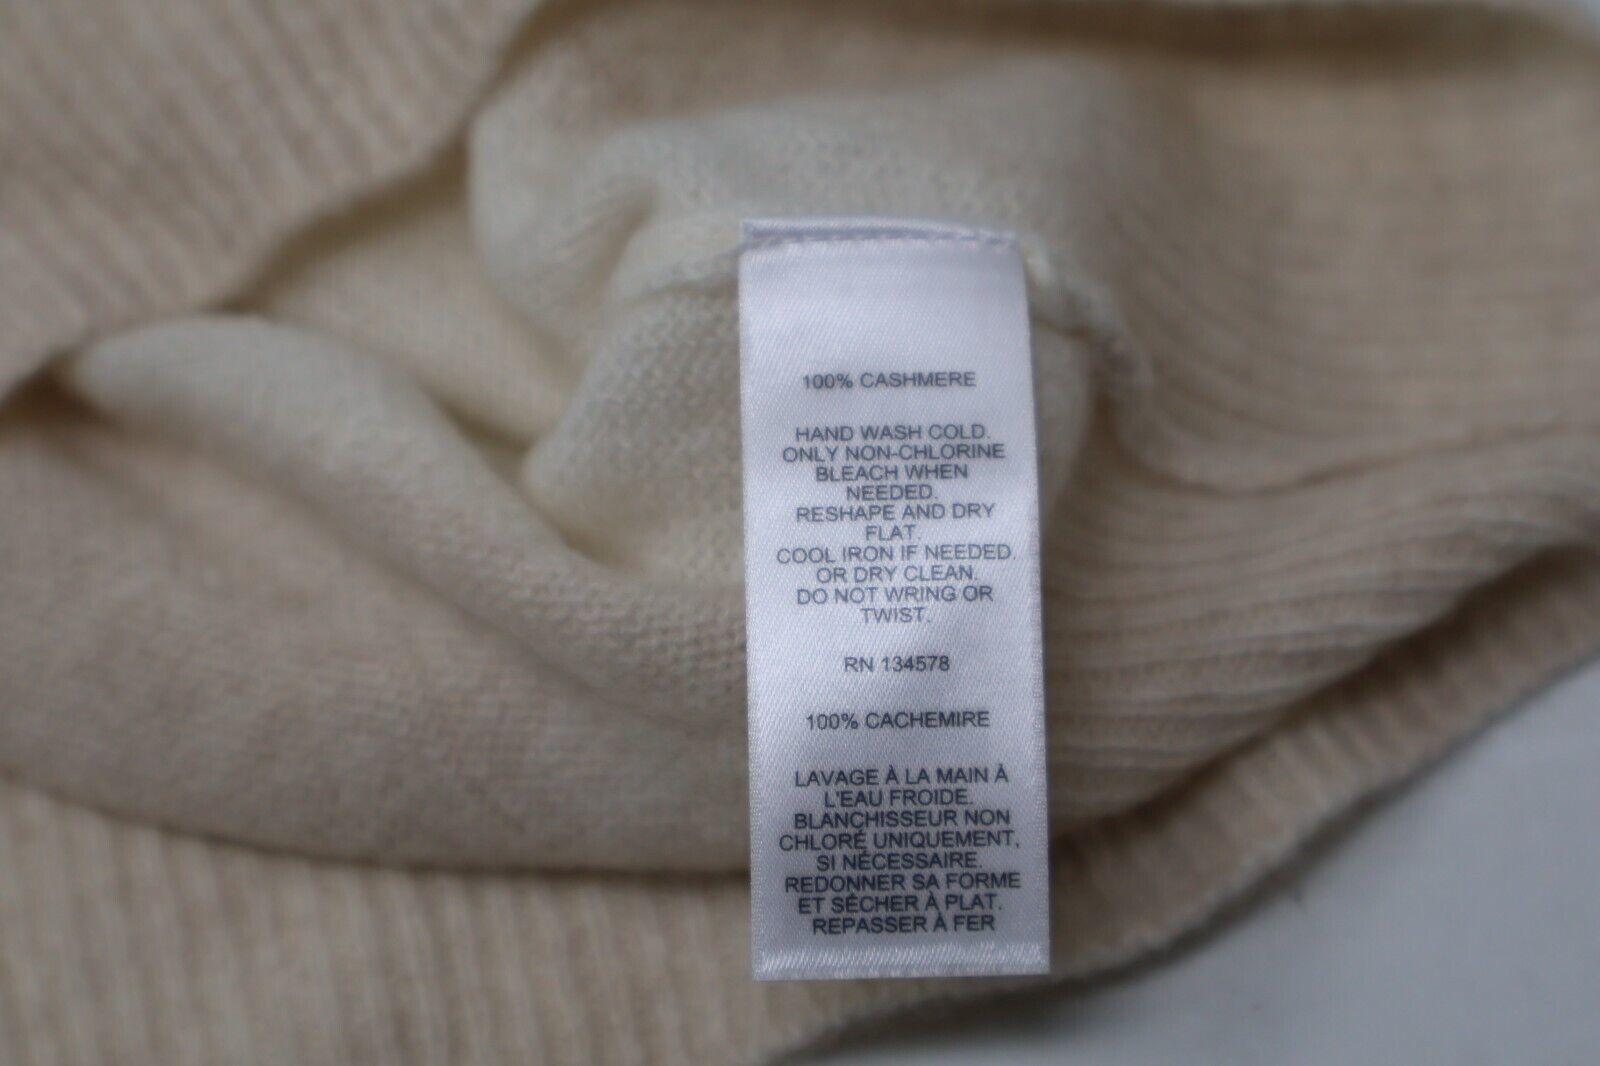 100% CASHMERE
HAND WASH COLD.
ONLY NON-CHLORINE
BLEACH WHEN
NEEDED.
RESHAPE AND DRY
FLAT.
COOL IRON IF NEEDED.
OR DRY CLEAN.
DO NOT WRING OR
TWIST.
RN 134578
100% CACHEMIRE
LAVAGE À LA MAIN À
L'EAU FROIDE.
BLANCHISSEUR NON
CHLORÉ UNIQUEMENT,
SI NÉCESSAIRE.
REDONNER SA FORME
ET SÉCHER À PLAT.
REPASSER À FER